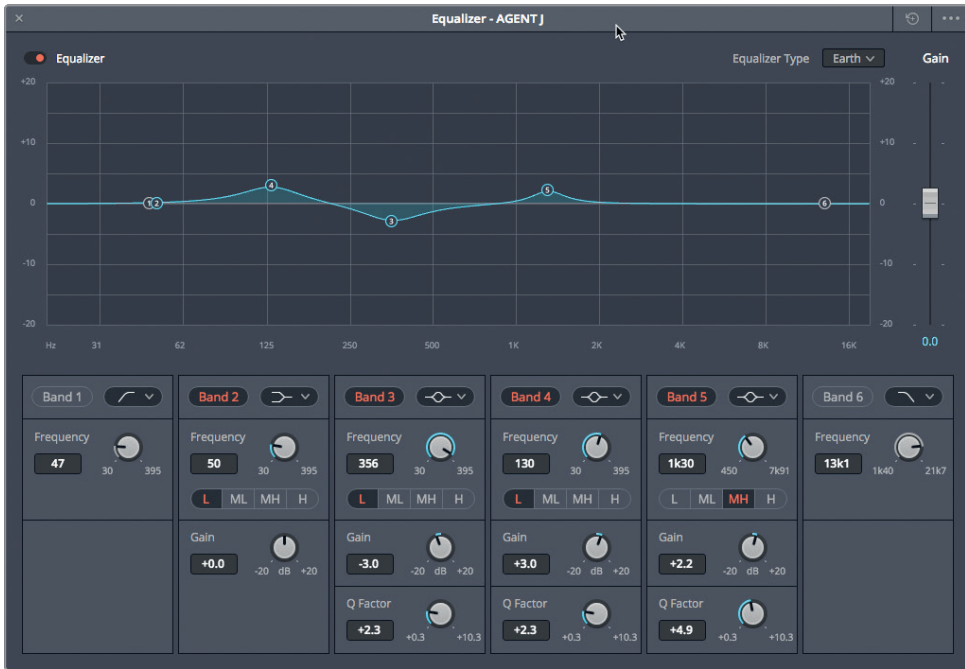 Equalizer - AGENT J
Equalizer
Equalizer Type
Earth
Gain
+20
+20
+10
+10
0
0
-10
-10
-20
-20
1
2
4
3
5
6
Hz 31 62 125 250 500 1K 2K 4K 8K 16K
0.0
Band 1
Frequency
47
30 395
Band 2
Frequency
50
30 395
L ML MH H
Gain
+0.0
-20 dB +20
Band 3
Frequency
356
30 395
L ML MH H
Gain
-3.0
-20 dB +20
Q Factor
+2.3
+0.3 +10.3
Band 4
Frequency
130
30 395
L ML MH H
Gain
+3.0
-20 dB +20
Q Factor
+2.3
+0.3 +10.3
Band 5
Frequency
1k30
450 7k91
L ML MH H
Gain
+2.2
-20 dB +20
Q Factor
+4.9
+0.3 +10.3
Band 6
Frequency
13k1
1k40 21k7